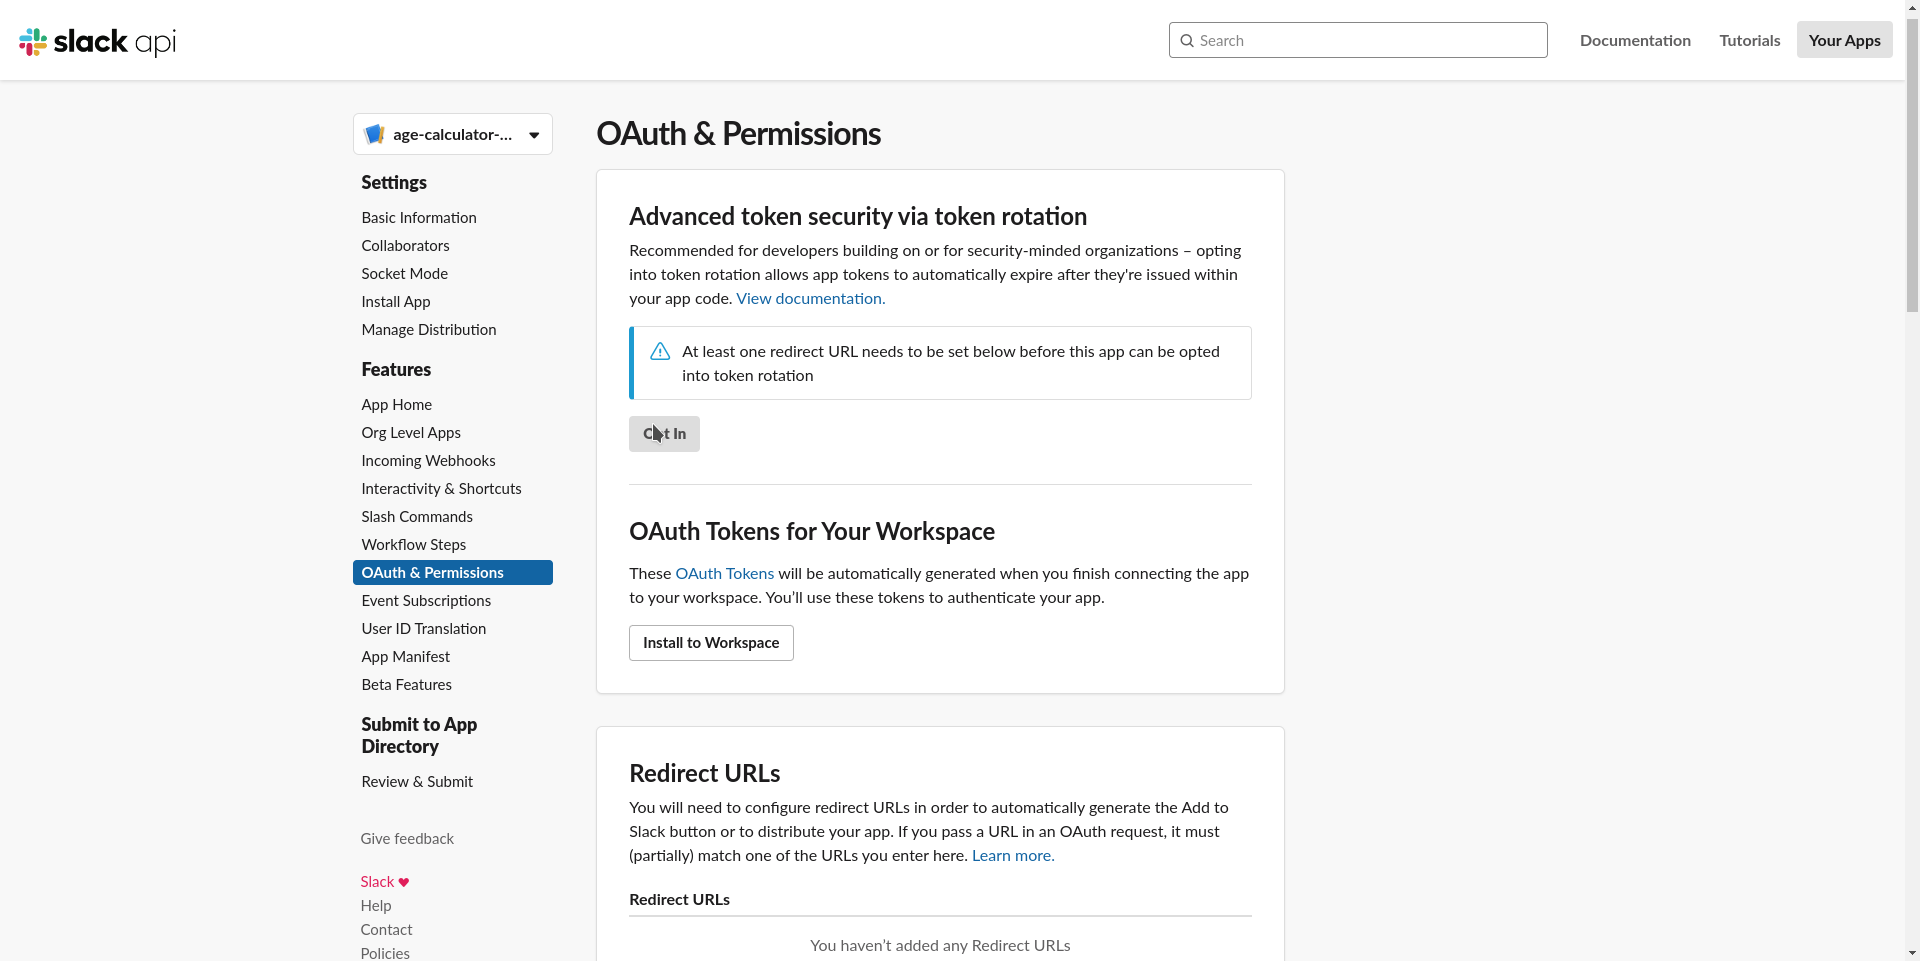 slack api
Search
Documentation
Tutorials
Your Apps
age-calculator-...
Settings
Basic Information
Collaborators
Socket Mode
Install App
Manage Distribution
Features
App Home
Org Level Apps
Incoming Webhooks
Interactivity & Shortcuts
Slash Commands
Workflow Steps
OAuth & Permissions
Event Subscriptions
User ID Translation
App Manifest
Beta Features
Submit to App
Directory
Review & Submit
Give feedback
Slack
Help
Contact
Policies
OAuth & Permissions
Advanced token security via token rotation
Recommended for developers building on or for security-minded organizations – opting
into token rotation allows app tokens to automatically expire after they're issued within
your app code. View documentation.
At least one redirect URL needs to be set below before this app can be opted
into token rotation
Opt In
OAuth Tokens for Your Workspace
These OAuth Tokens will be automatically generated when you finish connecting the app
to your workspace. You’ll use these tokens to authenticate your app.
Install to Workspace
Redirect URLs
You will need to configure redirect URLs in order to automatically generate the Add to
Slack button or to distribute your app. If you pass a URL in an OAuth request, it must
(partially) match one of the URLs you enter here. Learn more.
Redirect URLs
You haven’t added any Redirect URLs